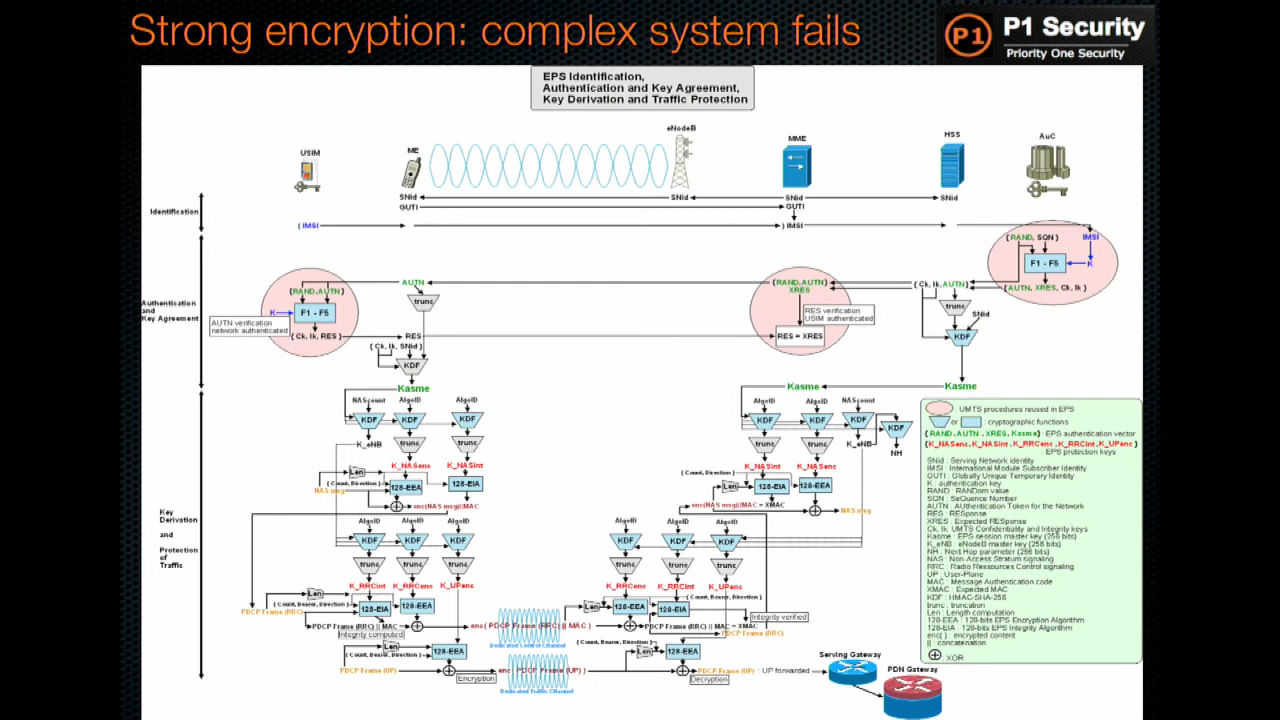 Strong encryption: complex system fails
P1
P1 Security
Priority One Security
EPS Identification,
Authentication and Key Agreement,
Key Derivation and Traffic Protection
eNodeB
USIM
ME
MME
HSS
AuC
SNid
SNid
SNid
SNid
GUTI
GUTI
Identification
( IMSI
) IMSI
( RAND, SQN )
IMSI
F1 - F5
K
( AUTN, XRES, Ck, Ik )
Authentication
and
Key Agreement
AUTN
(RAND,AUTN)
(RAND,AUTN)
XRES
( Ck, Ik, AUTN )
trunc
trunc
K
F1 - F5
AUTN verification
network authenticated
RES verification
USIM authenticated
SNid
( Ck, Ik, RES )
RES
RES = XRES
KDF
( Ck, Ik, SNid )
KDF
Kasme
Kasme
Kasme
NAScount
AlgoID
AlgoID
AlgoID
AlgoID
NAScount
KDF
KDF
KDF
KDF
KDF
KDF
KDF
K_eNB
trunc
trunc
trunc
trunc
K_eNB
NH
K_NASenc
K_NASint
K_NASint
K_NASenc
Len
( Count, Direction )
( Count, Direction )
Len
128-EEA
128-EIA
128-EIA
128-EEA
NAS msg
enc(NAS msg)||MAC
enc(NAS msg)||MAC = XMAC
NAS msg
Key
Derivation
and
Protection
of
Traffic
AlgoID
AlgoID
AlgoID
AlgoID
AlgoID
AlgoID
KDF
KDF
KDF
KDF
KDF
KDF
trunc
trunc
trunc
trunc
trunc
trunc
K_RRCint
K_RRCenc
K_UPenc
K_RRCenc
K_RRCint
K_UPenc
Len
( Count, Bearer, Direction )
( Count, Bearer, Direction )
Len
128-EIA
128-EEA
128-EEA
128-EIA
PDCP Frame (RRC)
PDCP Frame (RRC) || MAC
enc( PDCP Frame (RRC) || MAC )
PDCP Frame (RRC) || MAC = XMAC
Integrity verified
PDCP Frame (RRC)
Integrity computed
Dedicated Control Channel
Len
( Count, Bearer, Direction )
128-EEA
( Count, Bearer, Direction )
Len
128-EEA
PDCP Frame (UP)
enc( PDCP Frame (UP) )
PDCP Frame (UP) : UP forwarded
Encryption
Decryption
Dedicated Traffic CHannel
Serving Gateway
PDN Gateway
: UMTS procedures reused in EPS
or
: cryptographic functions
(RAND, AUTN, XRES, Kasme) : EPS authentication vector
(K_NASenc, K_NASint, K_RRCenc, K_RRCint, K_UPenc)
: EPS protection keys
SNid : Serving Network identity
IMSI : International Module Subscriber Identity
GUTI : Globally Unique Temporary Identity
K : authentication key
RAND : RANDom value
SQN : SeQuence Number
AUTN : AUthentication Token for the Network
RES : RESponse
XRES : Expected RESponse
Ck, Ik: UMTS Confidentiality and Integrity keys
Kasme : EPS session master key (256 bits)
K_eNB : eNodeB master key (256 bits)
NH : Next Hop parameter (256 bits)
NAS : Non Access Stratum signaling
RRC : Radio Ressources Control signaling
UP : User-Plane
MAC : Message Authentication code
XMAC : Expected MAC
KDF : HMAC-SHA-256
trunc : truncation
Len : Length computation
128-EEA : 128-bits EPS Encryption Algorithm
128-EIA : 128-bits EPS Integrity Algorithm
enc( ) : encrypted content
|| : concatenation
: XOR